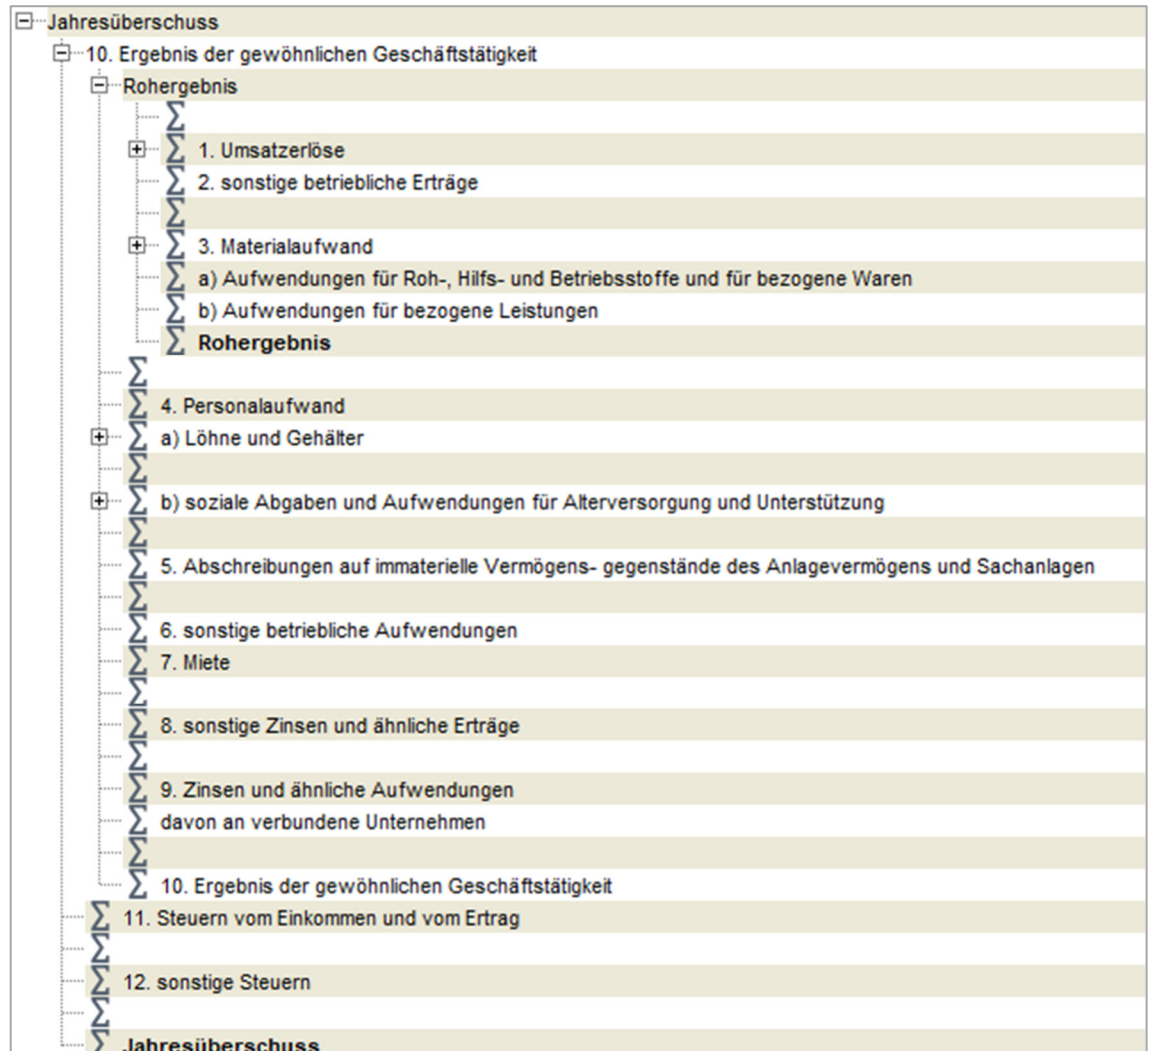 Jahresüberschuss
10. Ergebnis der gewöhnlichen Geschäftstätigkeit
Rohergebnis
Σ
Σ 1. Umsatzerlöse
Σ 2. sonstige betriebliche Erträge
Σ
Σ 3. Materialaufwand
Σ a) Aufwendungen für Roh-, Hilfs- und Betriebsstoffe und für bezogene Waren
Σ b) Aufwendungen für bezogene Leistungen
Σ Rohergebnis
Σ
Σ 4. Personalaufwand
Σ a) Löhne und Gehälter
Σ
Σ b) soziale Abgaben und Aufwendungen für Alterversorgung und Unterstützung
Σ
Σ 5. Abschreibungen auf immaterielle Vermögens- gegenstände des Anlagevermögens und Sachanlagen
Σ
Σ 6. sonstige betriebliche Aufwendungen
Σ 7. Miete
Σ
Σ 8. sonstige Zinsen und ähnliche Erträge
Σ
Σ 9. Zinsen und ähnliche Aufwendungen
Σ davon an verbundene Unternehmen
Σ
Σ 10. Ergebnis der gewöhnlichen Geschäftstätigkeit
Σ 11. Steuern vom Einkommen und vom Ertrag
Σ
Σ 12. sonstige Steuern
Σ
Σ Jahresüberschuss